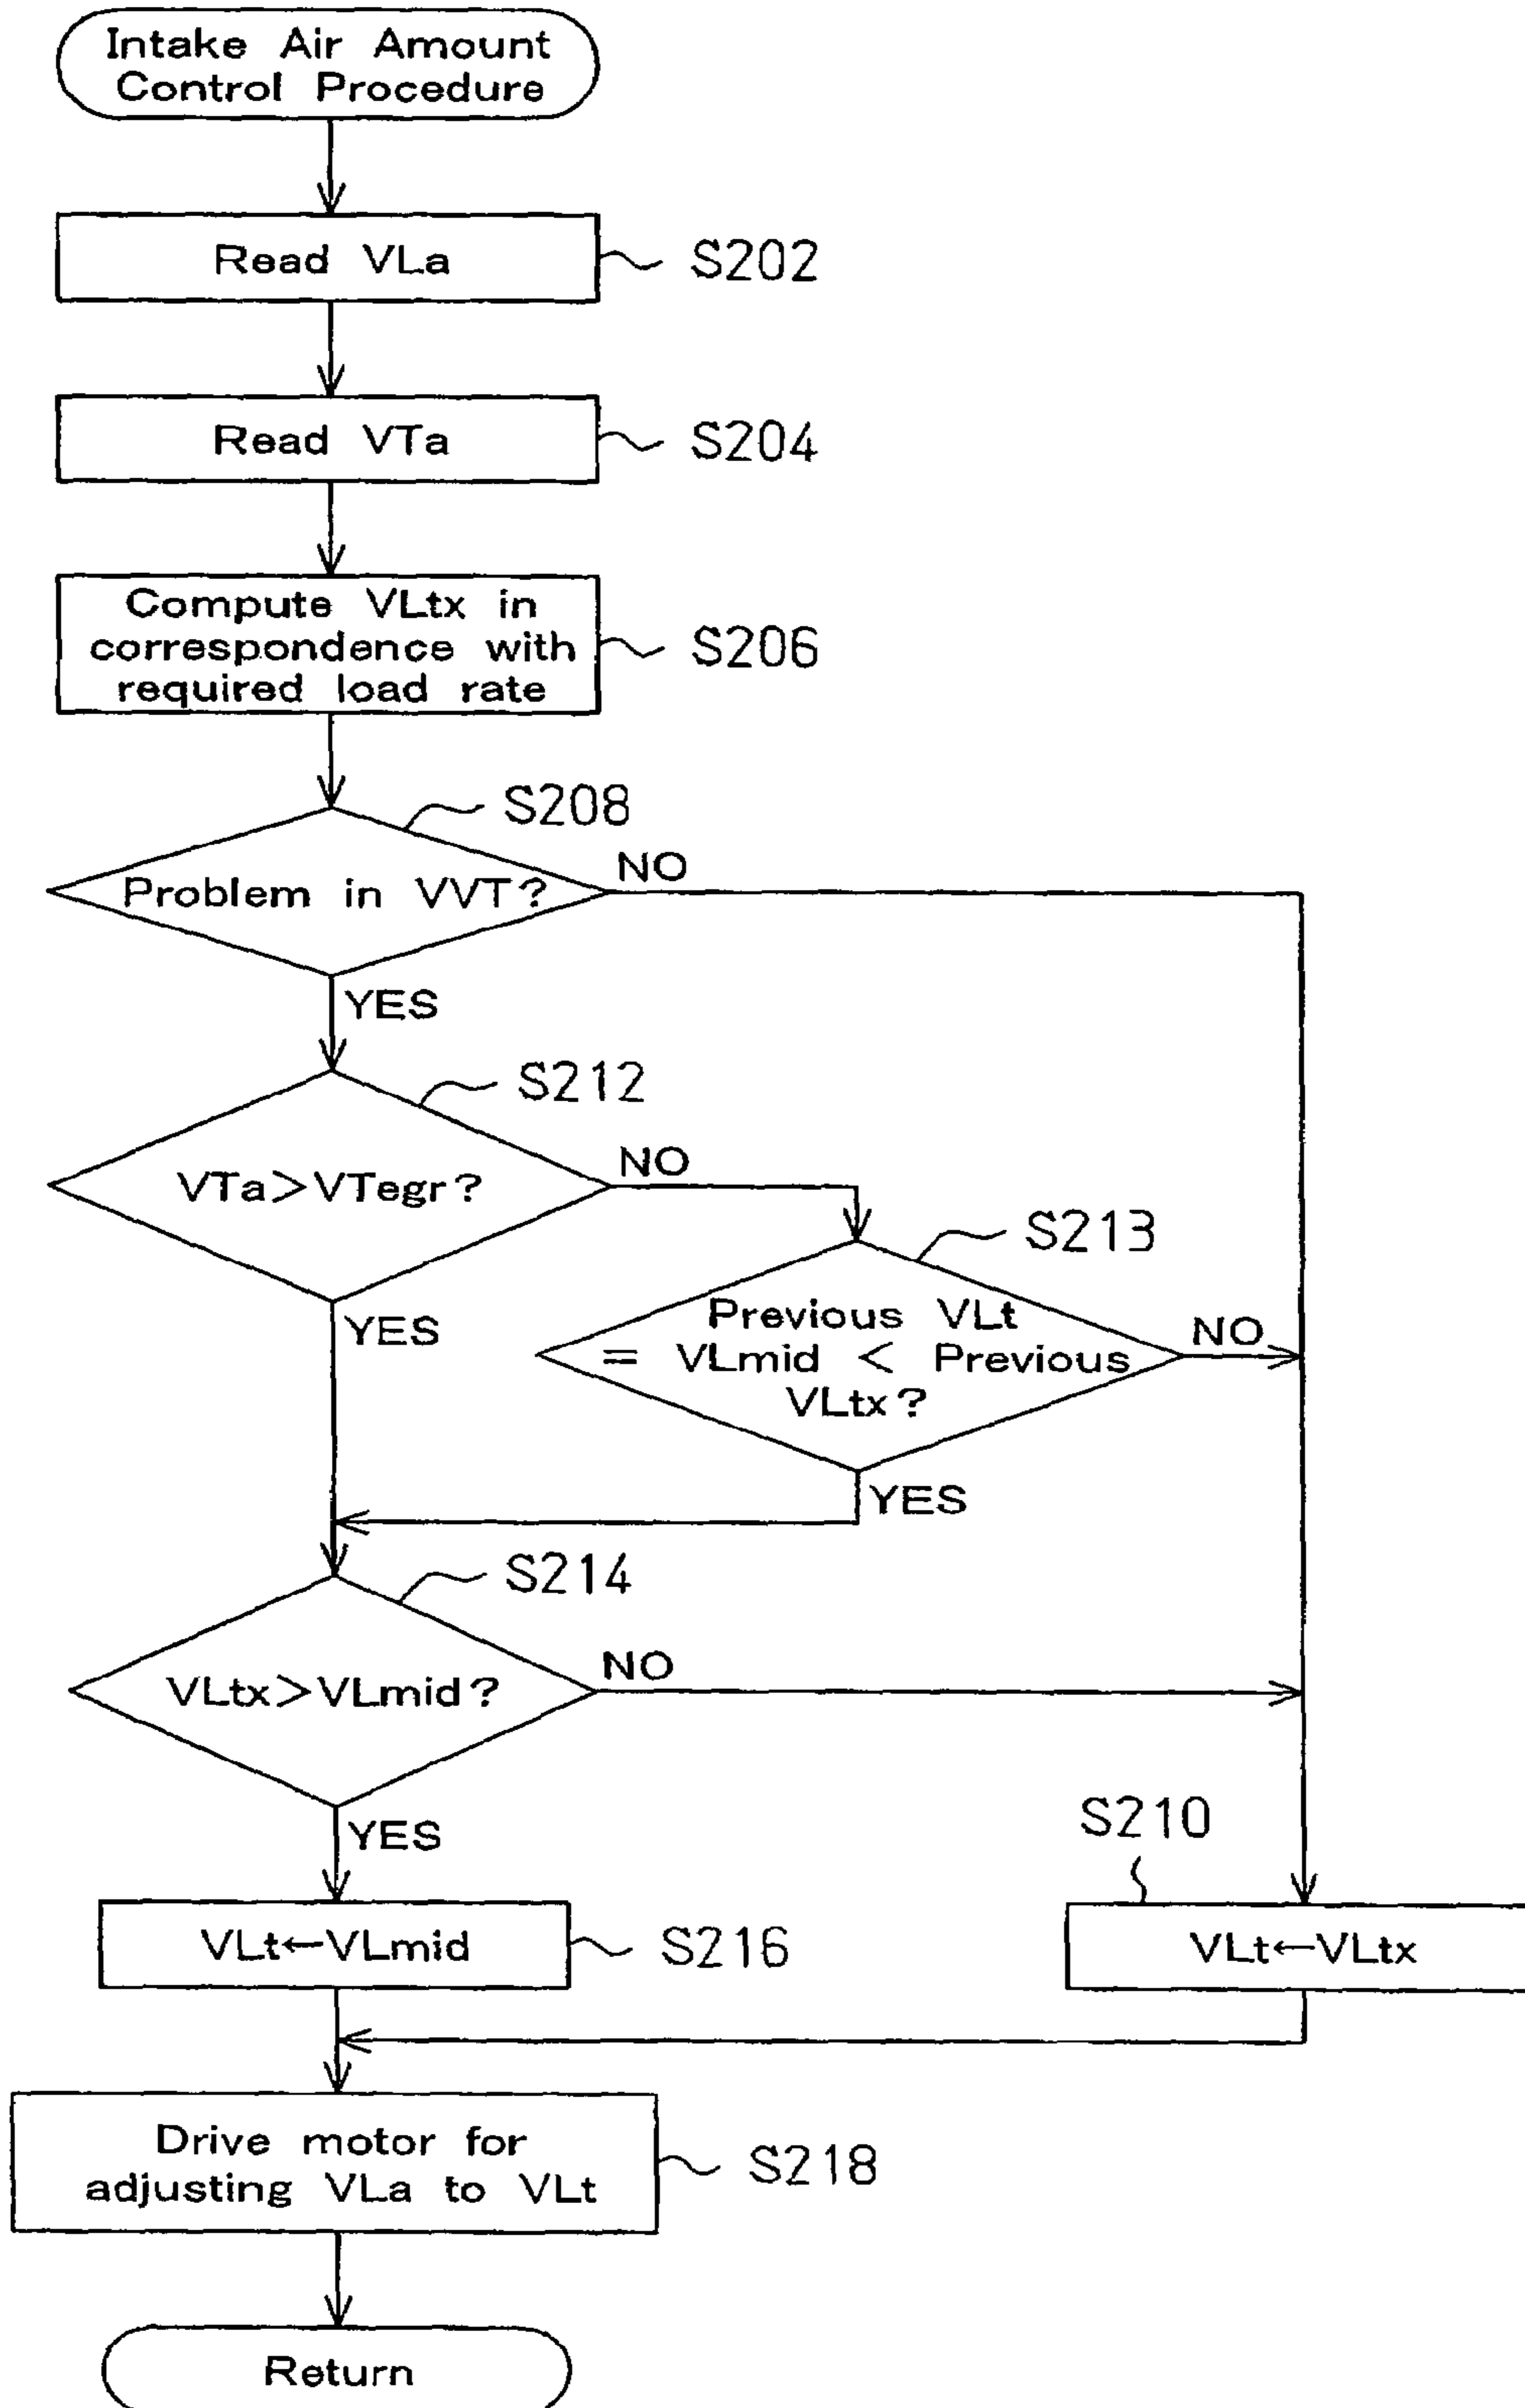 Intake Air Amount
Control Procedure
Read VLa
S202
Read VTa
S204
Compute VLtx in
correspondence with
required load rate
S206
S208
Problem in VVT?
NO
YES
S212
VTa>VTegr?
NO
S213
Previous VLt
= VLmid < Previous
VLtx?
NO
YES
YES
S214
VLtx>VLmid?
NO
YES
S210
VLt←VLmid
S216
VLt←VLtx
Drive motor for
adjusting VLa to VLt
S218
Return